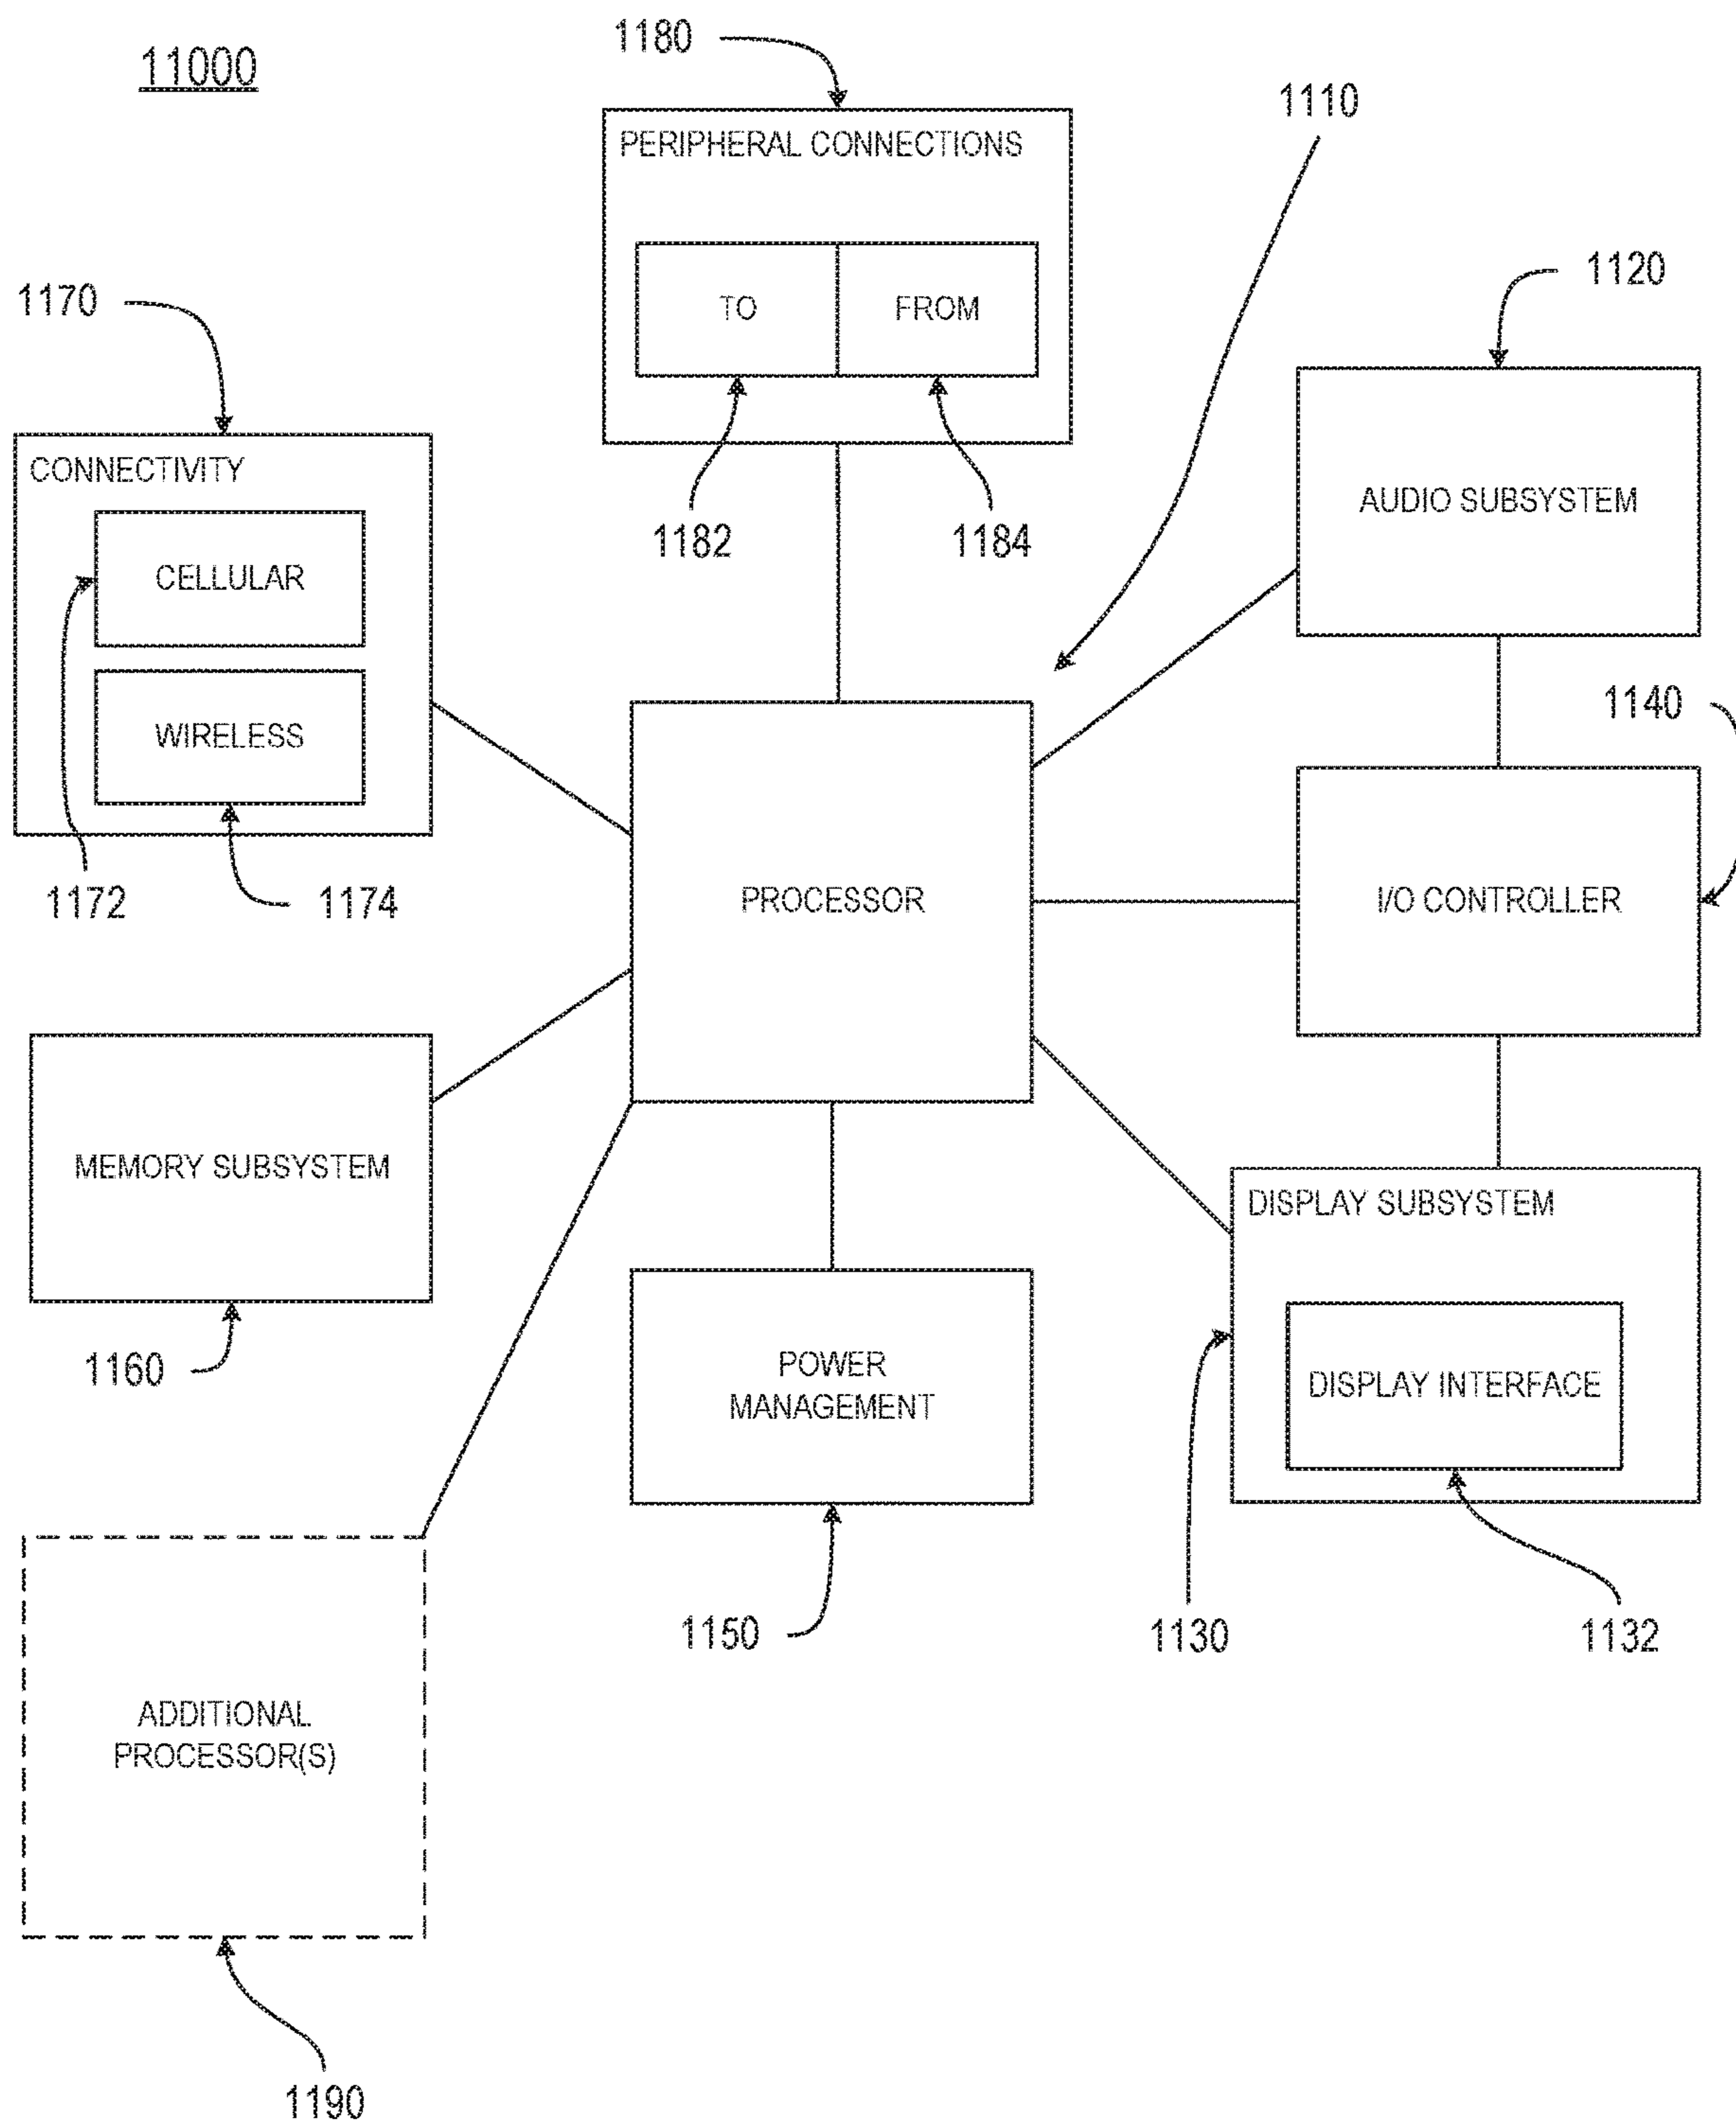 11000
1180
1110
PERIPHERAL CONNECTIONS
TO
FROM
1182
1184
1120
AUDIO SUBSYSTEM
1170
CONNECTIVITY
CELLULAR
WIRELESS
1172
1174
PROCESSOR
1140
I/O CONTROLLER
MEMORY SUBSYSTEM
1160
POWER
MANAGEMENT
1150
DISPLAY SUBSYSTEM
DISPLAY INTERFACE
1130
1132
ADDITIONAL
PROCESSOR(S)
1190